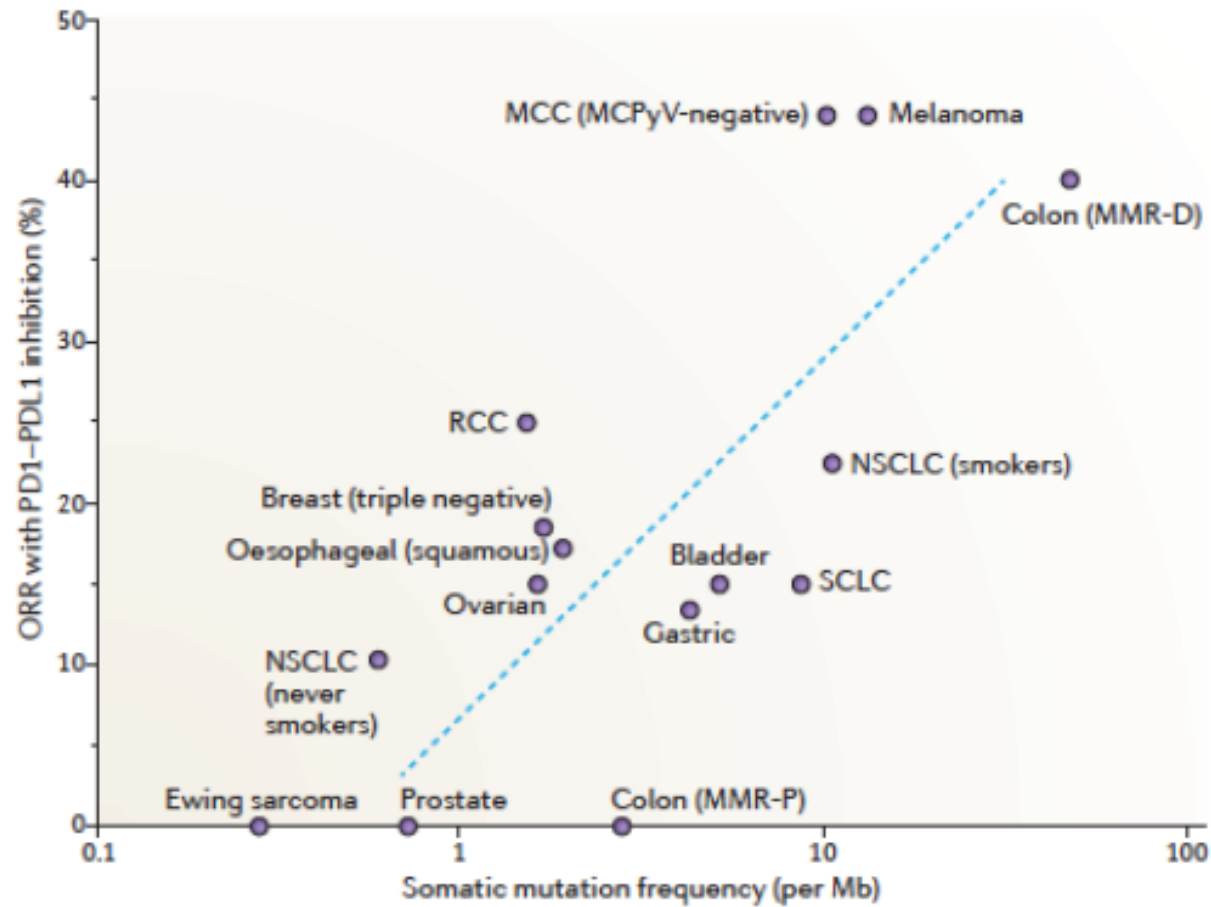 50
MCC (MCPyV-negative)
Melanoma
40
Colon (MMR-D)
ORR with PD1–PDL1 inhibition (%)
30
RCC
NSCLC (smokers)
Breast (triple negative)
20
Oesophageal (squamous)
Bladder
SCLC
Ovarian
Gastric
10
NSCLC
(never
smokers)
Ewing sarcoma
Prostate
Colon (MMR-P)
0
0.1
1
10
100
Somatic mutation frequency (per Mb)